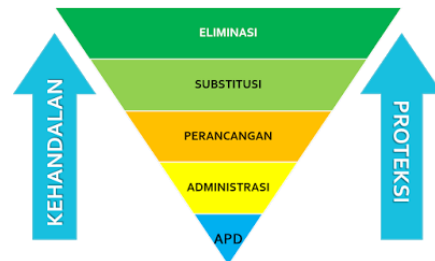 ELIMINASI
SUBSTITUSI
PERANCANGAN
ADMINISTRASI
APD
KEHANDALAN
PROTEKSI